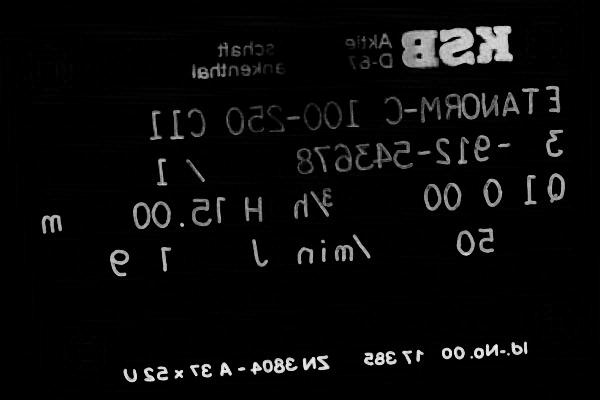 KSB Aktie schaft
D-67 ankenthal
ETANORM-C 100-250 C11
3 -912-543678 / 1
Q1 0 00 ³/h H 15.00 m
50 /min J 1 9
Id.-No.00 17 385 ZN 3804 - A 37 x 52 U